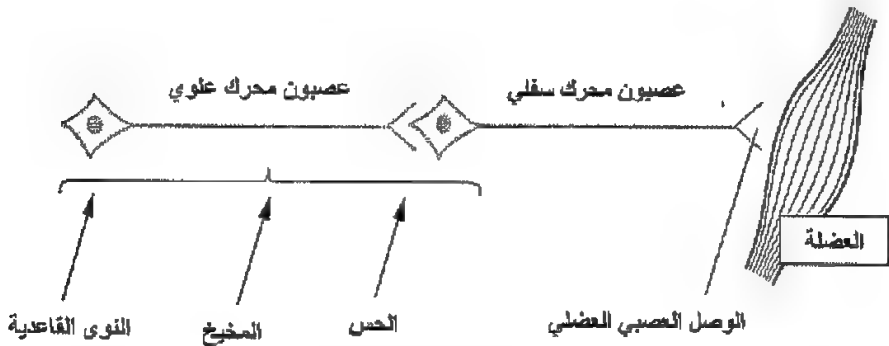 عصبون محرك علوي
عصبون محرك سفلي
العضلة
الوصل العصبي العضلي
الحس
المخيخ
النوى القاعدية